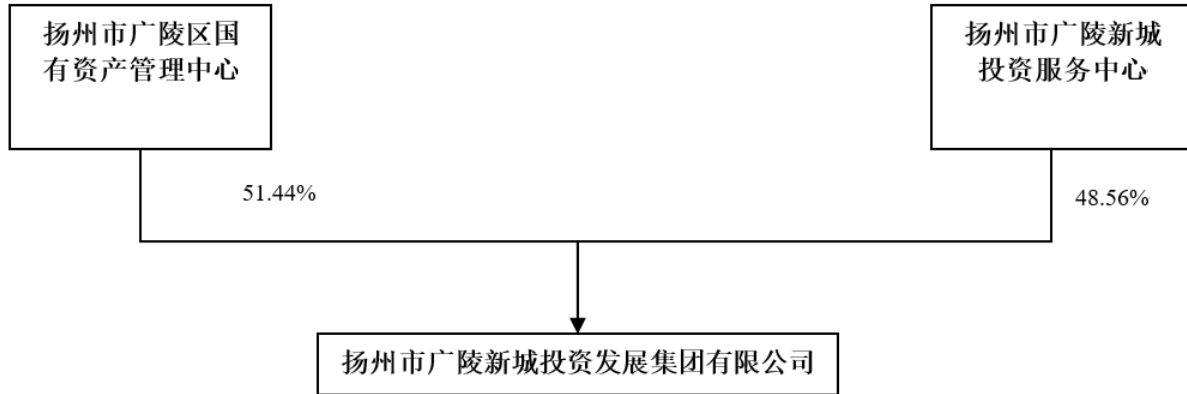 扬州市广陵区国
有资产管理中心
扬州市广陵新城
投资服务中心
51.44%
48.56%
扬州市广陵新城投资发展集团有限公司